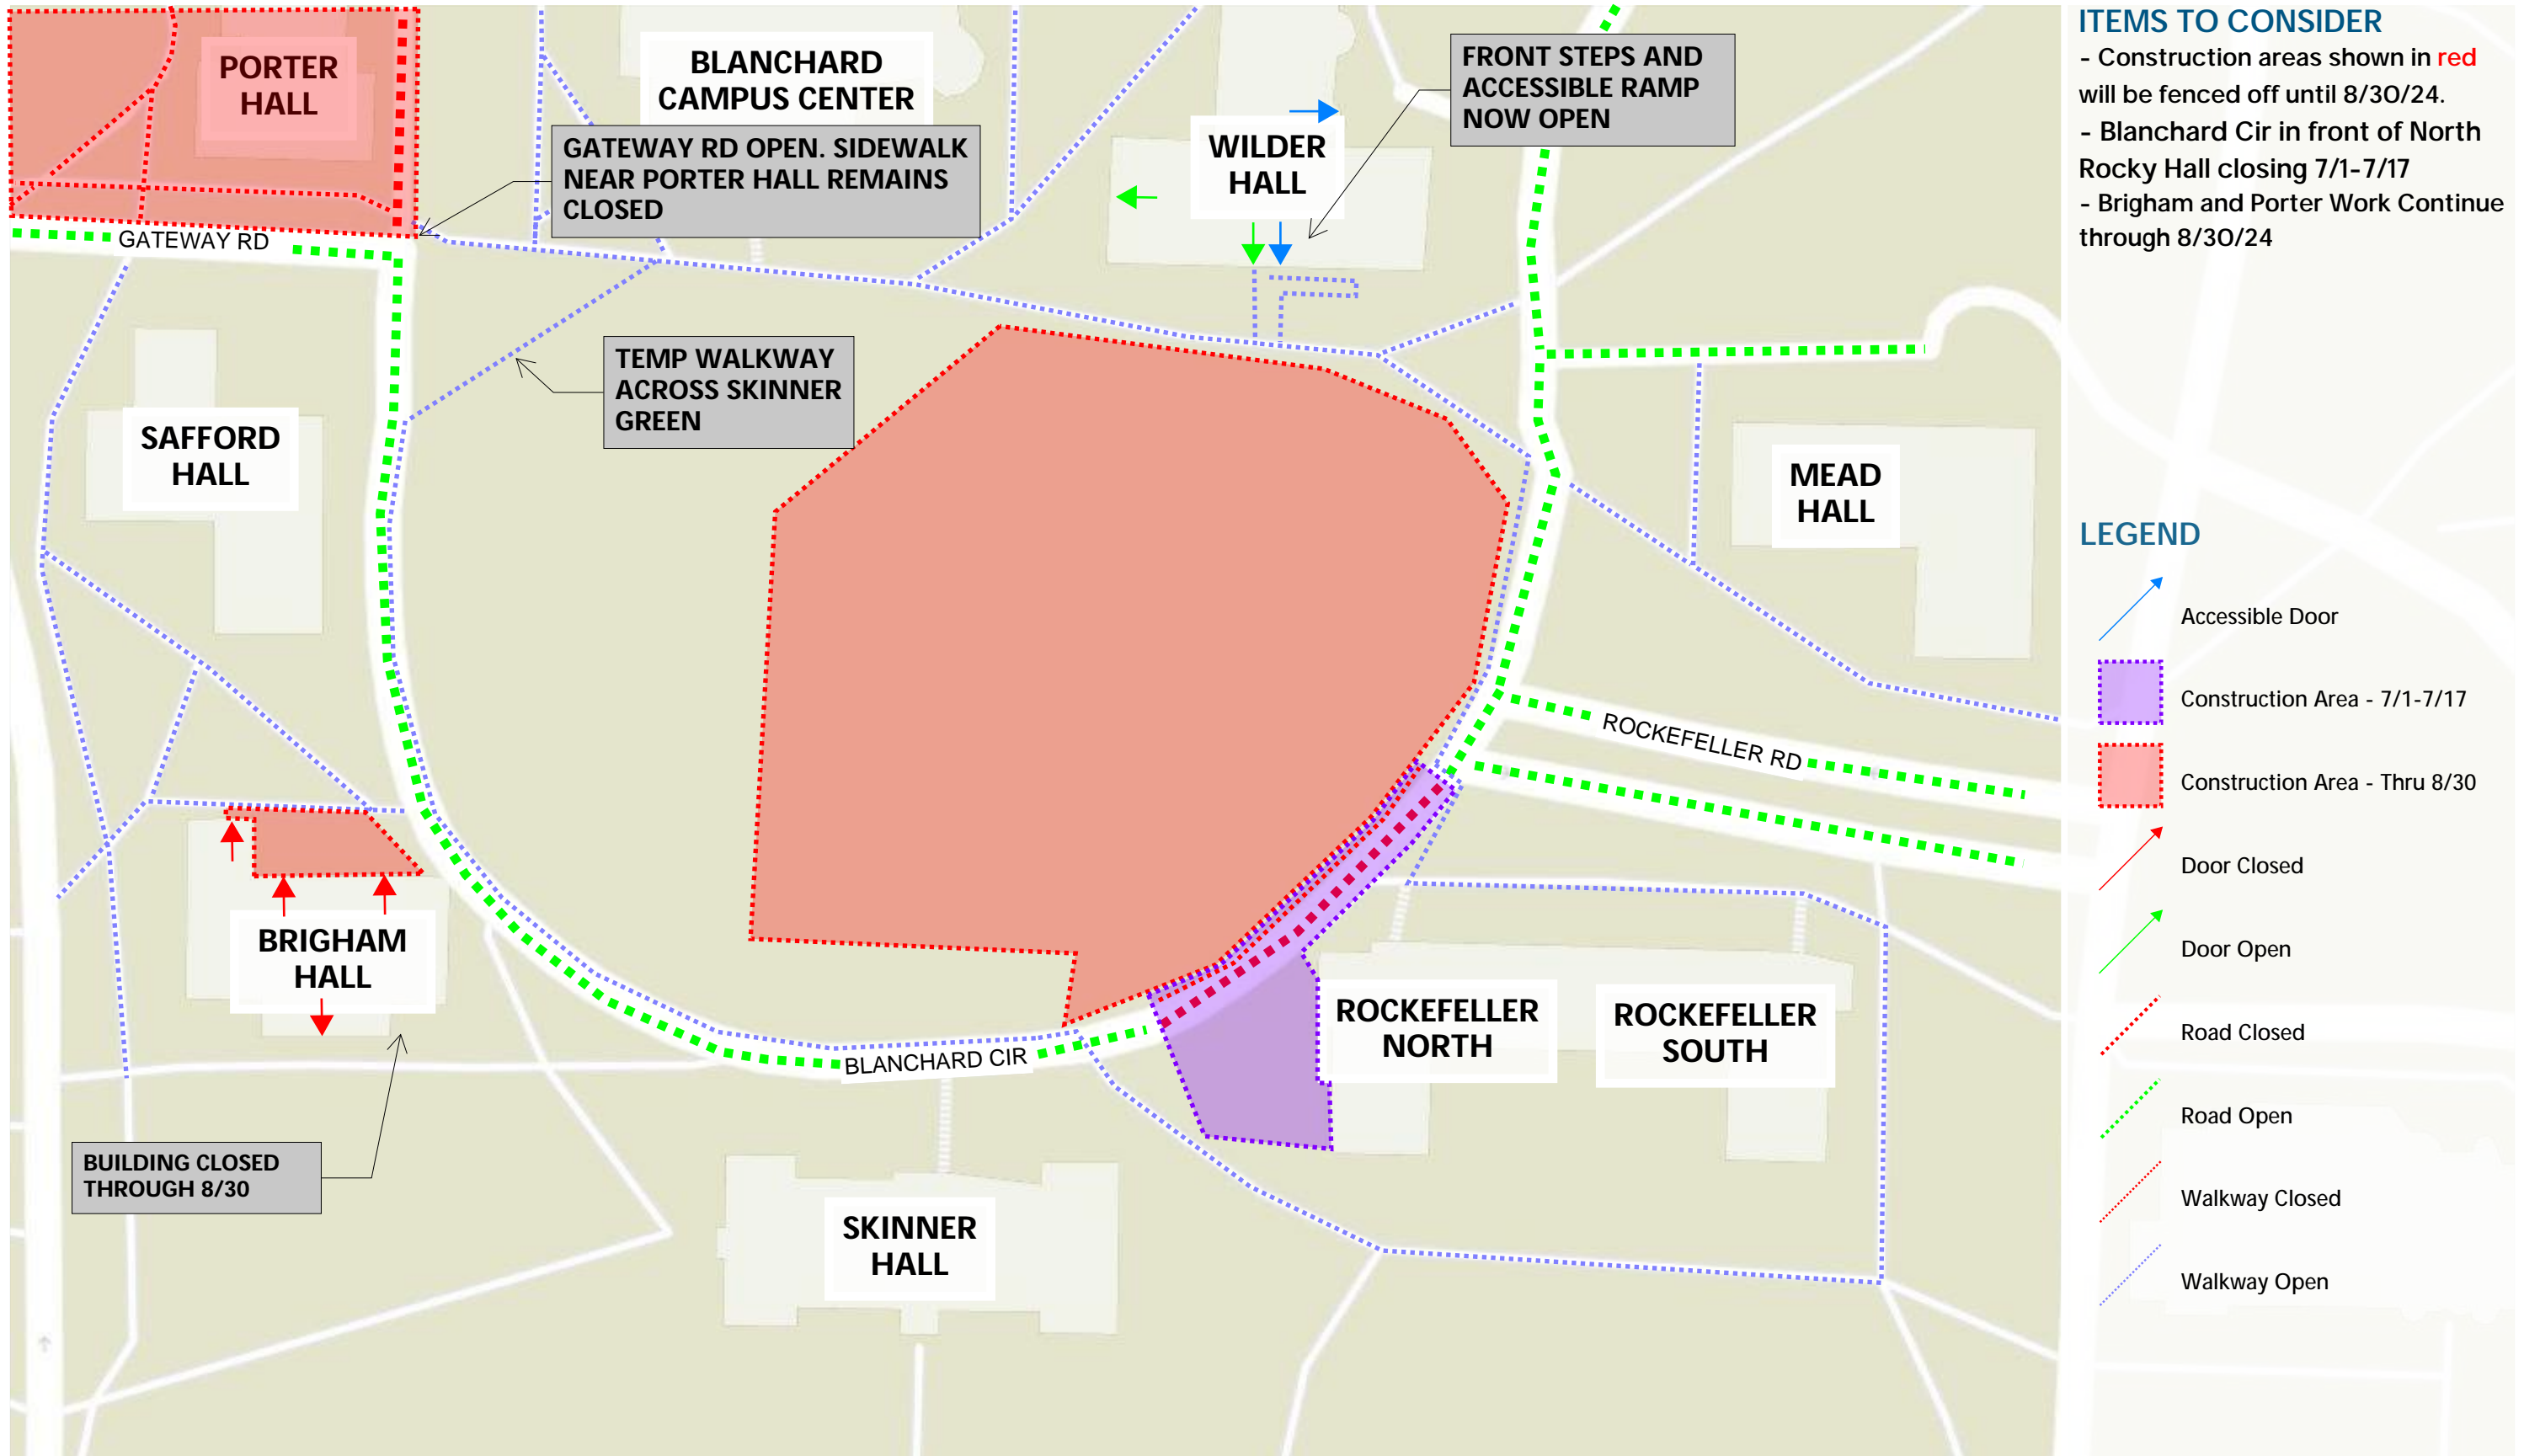 PORTER
HALL
BLANCHARD
CAMPUS CENTER
GATEWAY RD OPEN. SIDEWALK
NEAR PORTER HALL REMAINS
CLOSED
WILDER
HALL
FRONT STEPS AND
ACCESSIBLE RAMP
NOW OPEN
GATEWAY RD
TEMP WALKWAY
ACROSS SKINNER
GREEN
SAFFORD
HALL
MEAD
HALL
ROCKEFELLER RD
BRIGHAM
HALL
BLANCHARD CIR
ROCKEFELLER
NORTH
ROCKEFELLER
SOUTH
BUILDING CLOSED
THROUGH 8/30
SKINNER
HALL
ITEMS TO CONSIDER
- Construction areas shown in red
will be fenced off until 8/30/24.
- Blanchard Cir in front of North
Rocky Hall closing 7/1-7/17
- Brigham and Porter Work Continue
through 8/30/24
LEGEND
Accessible Door
Construction Area - 7/1-7/17
Construction Area - Thru 8/30
Door Closed
Door Open
Road Closed
Road Open
Walkway Closed
Walkway Open